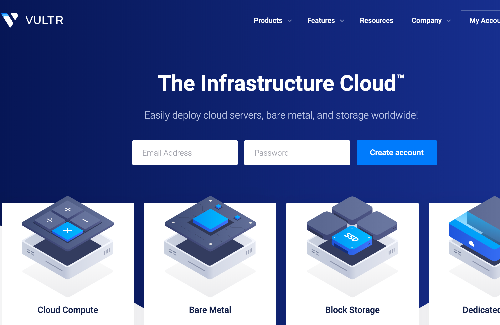 VULTR
Products Features Resources Company My Accou
The Infrastructure Cloud™
Easily deploy cloud servers, bare metal, and storage worldwide!
Email Address Password Create account
SSD
Cloud Compute Bare Metal Block Storage Dedicated